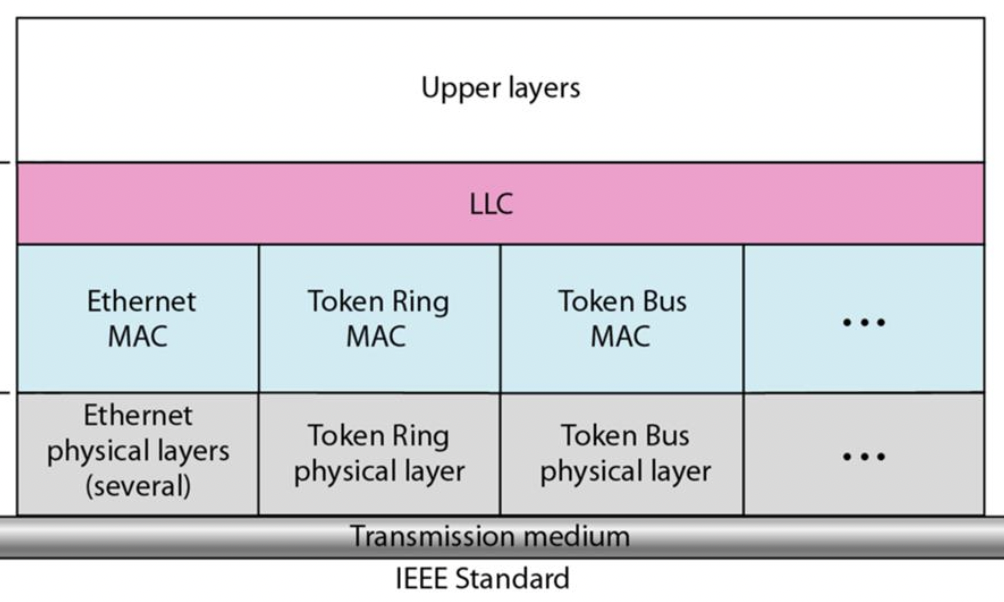 Upper layers
LLC
Ethernet
MAC
Token Ring
MAC
Token Bus
MAC
...
Ethernet
physical layers
(several)
Token Ring
physical layer
Token Bus
physical layer
...
Transmission medium
IEEE Standard